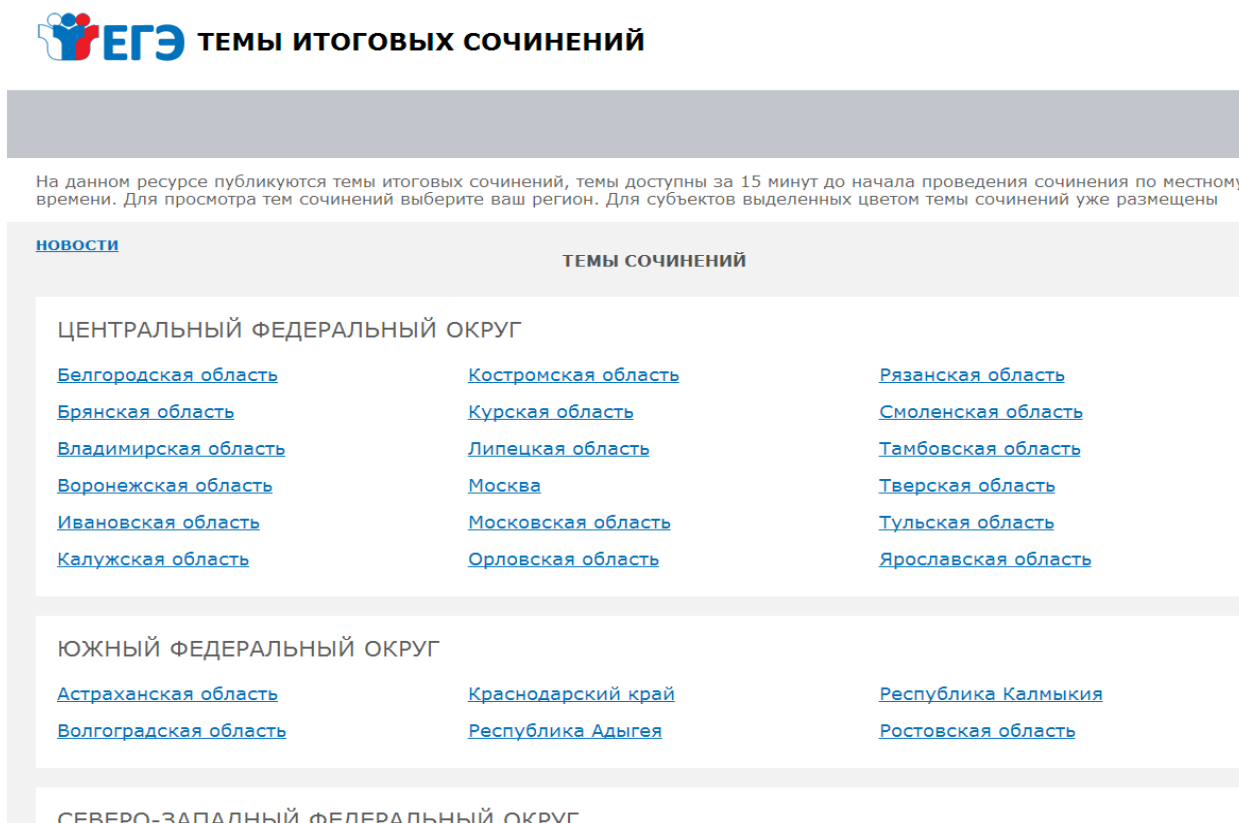 ЕГЭ ТЕМЫ ИТОГОВЫХ СОЧИНЕНИЙ
На данном ресурсе публикуются темы итоговых сочинений, темы доступны за 15 минут до начала проведения сочинения по местному
времени. Для просмотра тем сочинений выберите ваш регион. Для субъектов выделенных цветом темы сочинений уже размещены
НОВОСТИ
ТЕМЫ СОЧИНЕНИЙ
ЦЕНТРАЛЬНЫЙ ФЕДЕРАЛЬНЫЙ ОКРУГ
Белгородская область Костромская область Рязанская область
Брянская область Курская область Смоленская область
Владимирская область Липецкая область Тамбовская область
Воронежская область Москва Тверская область
Ивановская область Московская область Тульская область
Калужская область Орловская область Ярославская область
ЮЖНЫЙ ФЕДЕРАЛЬНЫЙ ОКРУГ
Астраханская область Краснодарский край Республика Калмыкия
Волгоградская область Республика Адыгея Ростовская область
СЕВЕРО-ЗАПАДНЫЙ ФЕДЕРАЛЬНЫЙ ОКРУГ